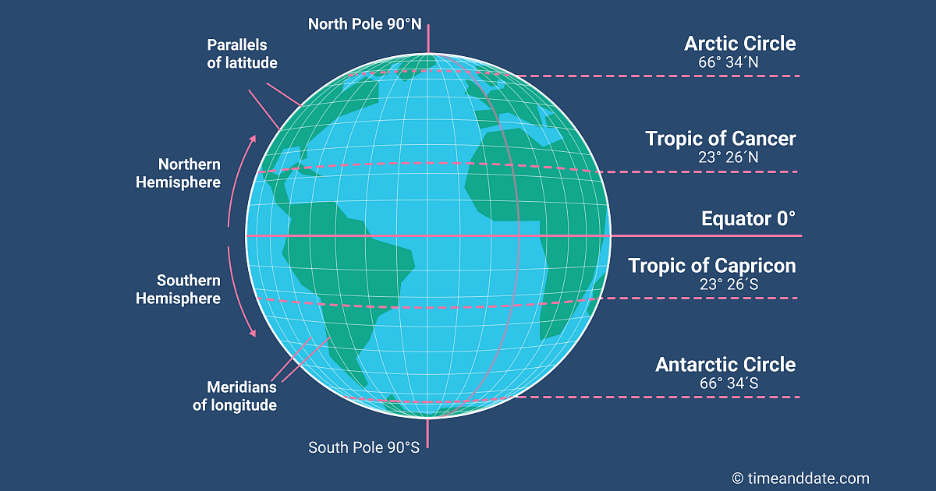 North Pole 90°N
Parallels
of latitude
Arctic Circle
66° 34´N
Tropic of Cancer
23° 26´N
Northern
Hemisphere
Equator 0°
Tropic of Capricon
23° 26´S
Southern
Hemisphere
Antarctic Circle
66° 34´S
Meridians
of longitude
South Pole 90°S
© timeanddate.com